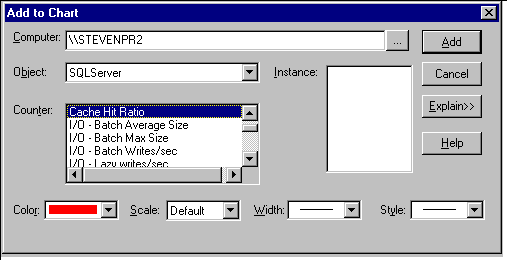 Add to Chart
Computer: \\STEVENPR2 ... Add
Object: SQLServer Instance: Cancel
Counter: Cache Hit Ratio Explain>>
I/O - Batch Average Size
I/O - Batch Max Size
I/O - Batch Writes/sec Help
I/O - Lazy writes/sec
Color: Scale: Default Width: Style: